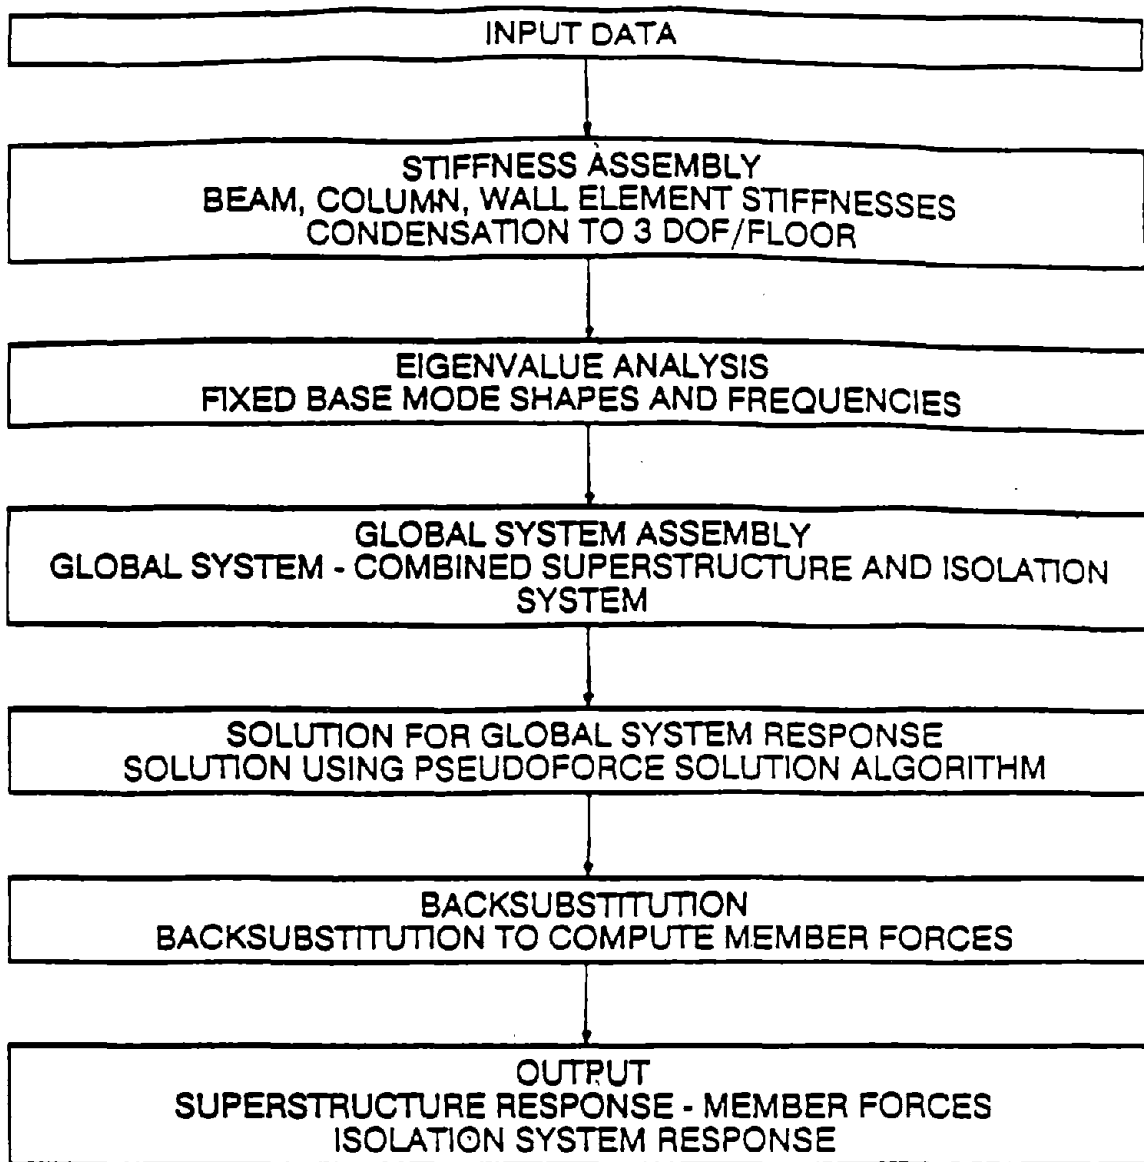 INPUT DATA
STIFFNESS ASSEMBLY
BEAM, COLUMN, WALL ELEMENT STIFFNESSES
CONDENSATION TO 3 DOF/FLOOR
EIGENVALUE ANALYSIS
FIXED BASE MODE SHAPES AND FREQUENCIES
GLOBAL SYSTEM ASSEMBLY
GLOBAL SYSTEM - COMBINED SUPERSTRUCTURE AND ISOLATION
SYSTEM
SOLUTION FOR GLOBAL SYSTEM RESPONSE
SOLUTION USING PSEUDOFORCE SOLUTION ALGORITHM
BACKSUBSTITUTION
BACKSUBSTITUTION TO COMPUTE MEMBER FORCES
OUTPUT
SUPERSTRUCTURE RESPONSE - MEMBER FORCES
ISOLATION SYSTEM RESPONSE